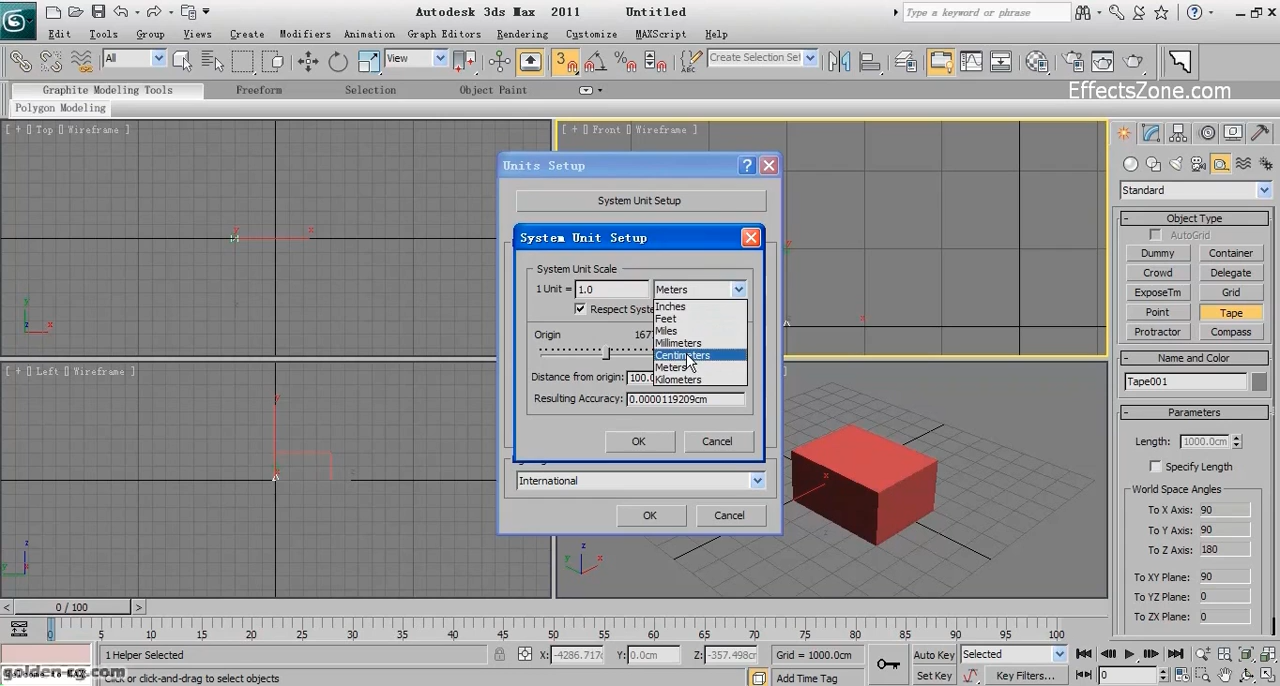 Autodesk 3ds Max 2011 Untitled
Type a keyword or phrase
Edit Tools Group Views Create Modifiers Animation Graph Editors Rendering Customize MAXScript Help
All View 3 Create Selection Se
Graphite Modeling Tools Freeform Selection Object Paint
EffectsZone.com
Polygon Modeling
[ + [] Top [] Wireframe ]
[ + [] Front [] Wireframe ]
Units Setup
System Unit Setup
System Unit Setup
System Unit Scale
1 Unit = 1.0 Meters
Respect Syste
Inches
Feet
Miles
Millimeters
Centimeters
Meters
Kilometers
Origin 167
Distance from origin: 100.0
Resulting Accuracy: 0.0000119209cm
OK Cancel
International
OK Cancel
[ + [] Left [] Wireframe ]
Standard
Object Type
AutoGrid
Dummy Container
Crowd Delegate
ExposeTm Grid
Point Tape
Protractor Compass
Name and Color
Tape001
Parameters
Length: 1000.0cm
Specify Length
World Space Angles
To X Axis: 90
To Y Axis: 90
To Z Axis: 180
To XY Plane: 90
To YZ Plane: 0
To ZX Plane: 0
0 / 100
0 5 10 15 20 25 30 35 40 45 50 55 60 65 70 75 80 85 90 95 100
1 Helper Selected X: -4286.717c Y: 0.0cm Z: -357.498c Grid = 1000.0cm Auto Key Selected
golden-rg.com Click or click-and-drag to select objects Add Time Tag Set Key Key Filters... 0